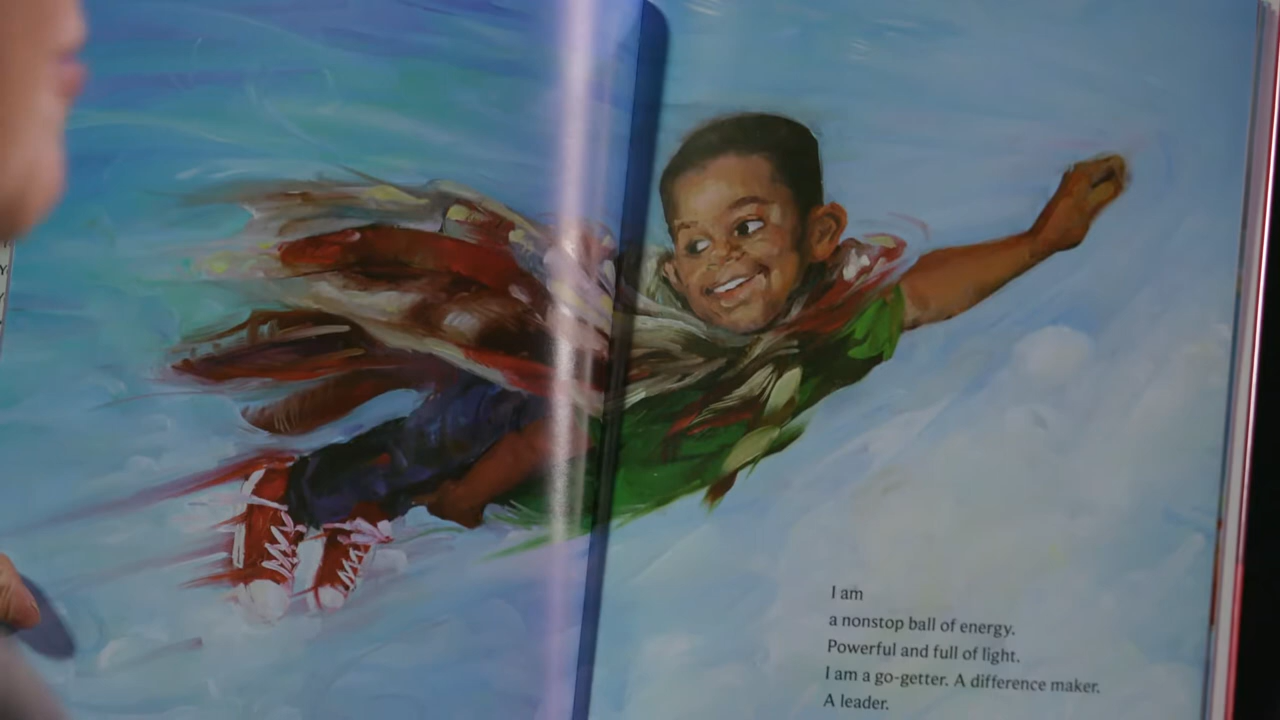 I am
a nonstop ball of energy.
Powerful and full of light.
I am a go-getter. A difference maker.
A leader.